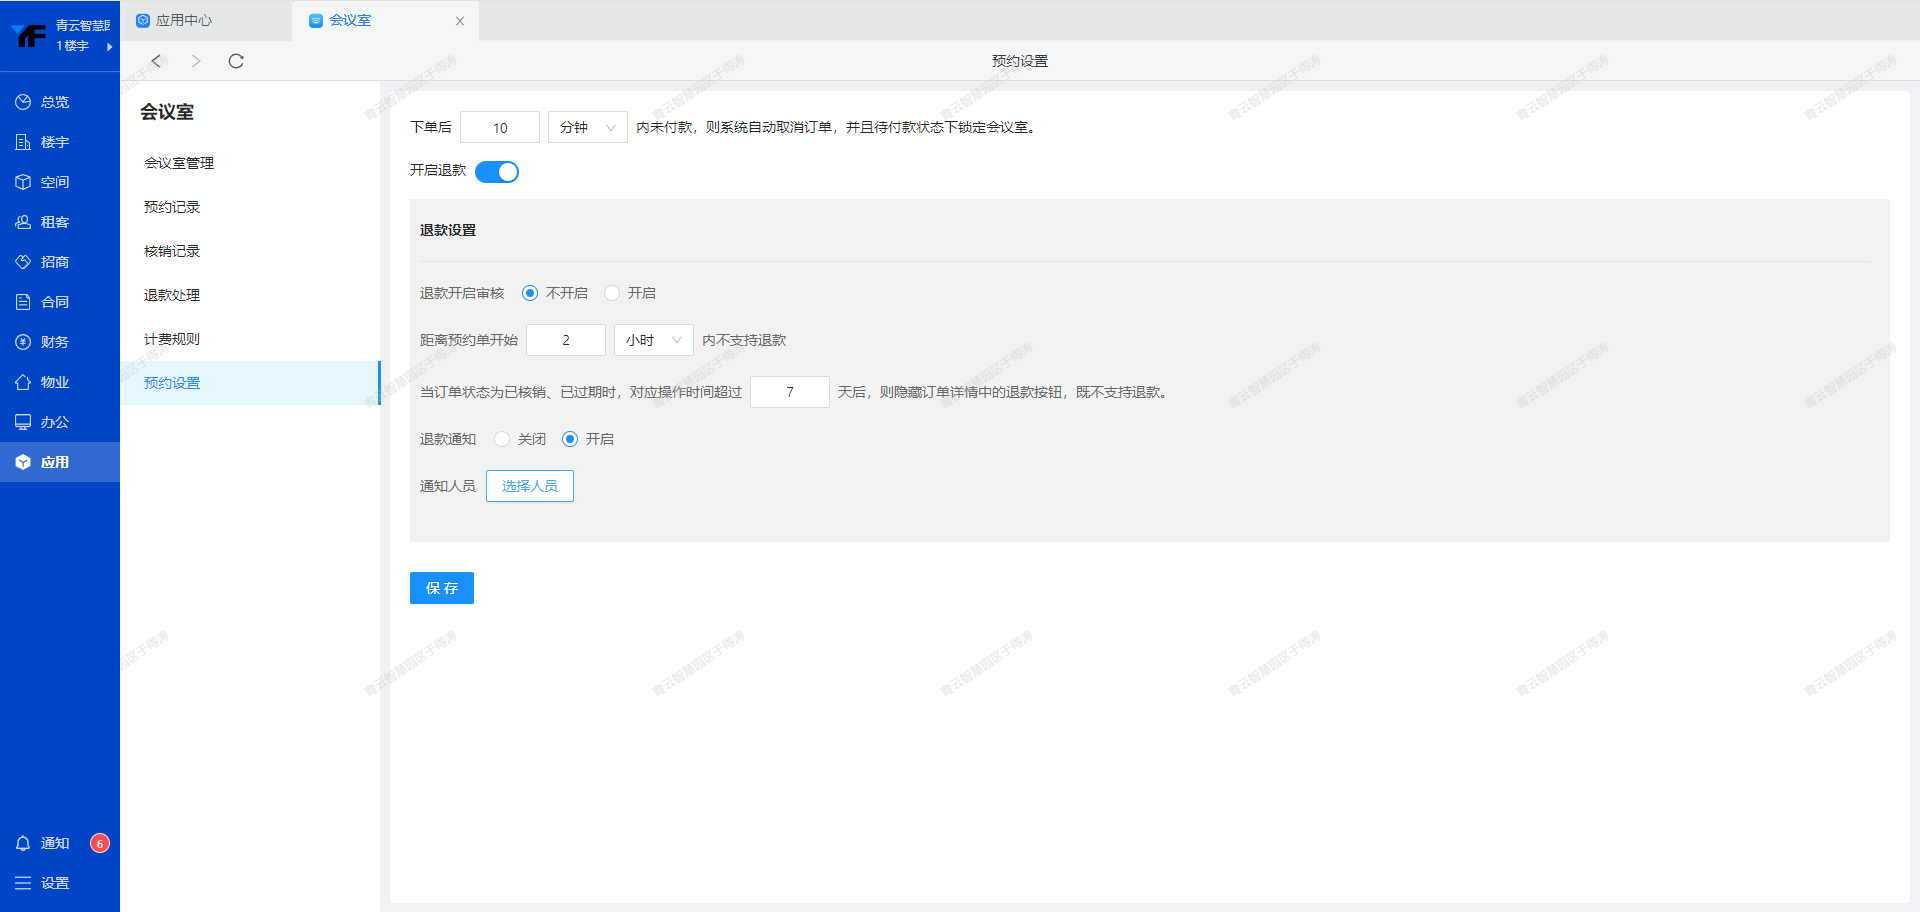 青云智慧园
1楼宇
应用中心
会议室
预约设置
总览
楼宇
空间
租客
招商
合同
财务
物业
办公
应用
通知
6
设置
会议室
会议室管理
预约记录
核销记录
退款处理
计费规则
预约设置
下单后 10 分钟 内未付款，则系统自动取消订单，并且待付款状态下锁定会议室。
开启退款
退款设置
退款开启审核 不开启 开启
距离预约单开始 2 小时 内不支持退款
当订单状态为已核销、已过期时，对应操作时间超过 7 天后，则隐藏订单详情中的退款按钮，既不支持退款。
退款通知 关闭 开启
通知人员 选择人员
保 存